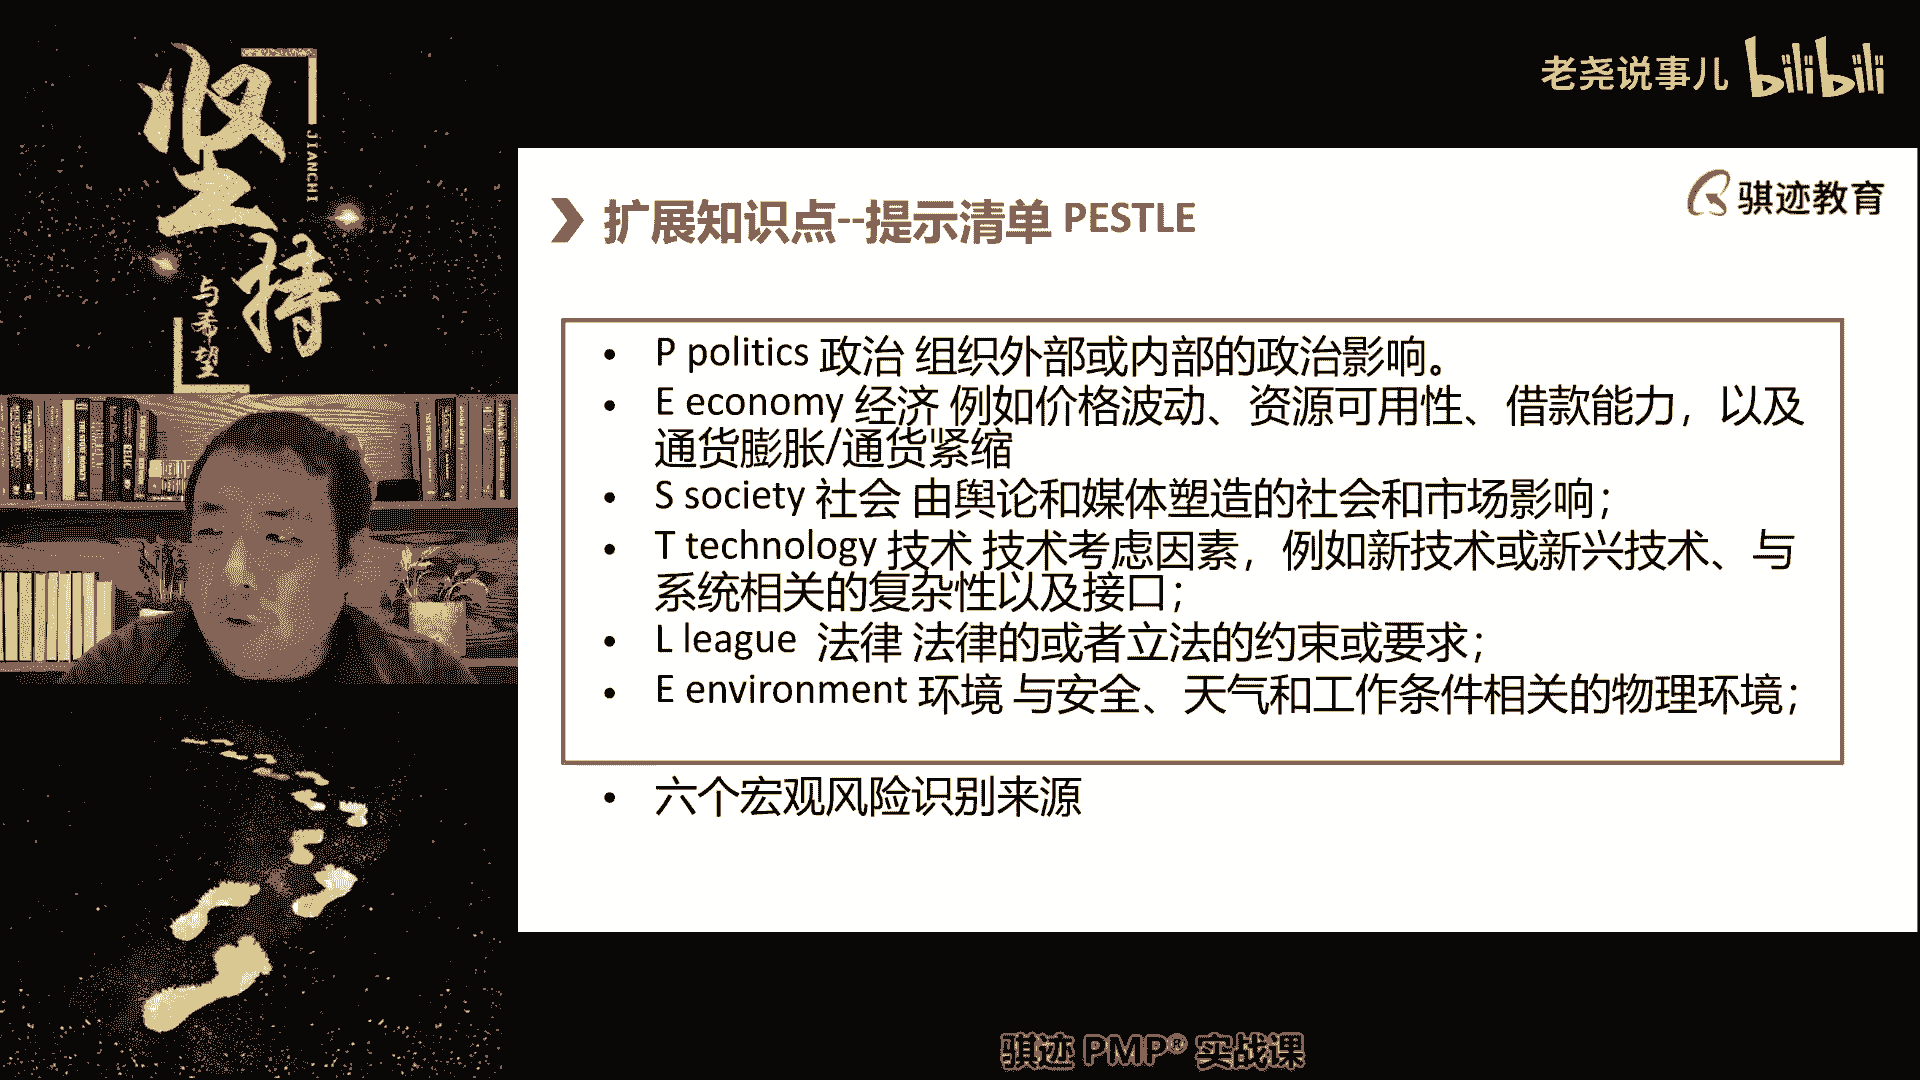 坚持
JIANCHI
与希望
老尧说事儿 bilibili
骐迹教育
扩展知识点--提示清单 PESTLE
• P politics 政治 组织外部或内部的政治影响。
• E economy 经济 例如价格波动、资源可用性、借款能力，以及
通货膨胀/通货紧缩
• S society 社会 由舆论和媒体塑造的社会和市场影响；
• T technology 技术 技术考虑因素，例如新技术或新兴技术、与
系统相关的复杂性以及接口；
• L league 法律 法律的或者立法的约束或要求；
• E environment 环境 与安全、天气和工作条件相关的物理环境；
• 六个宏观风险识别来源
骐迹 PMP® 实战课